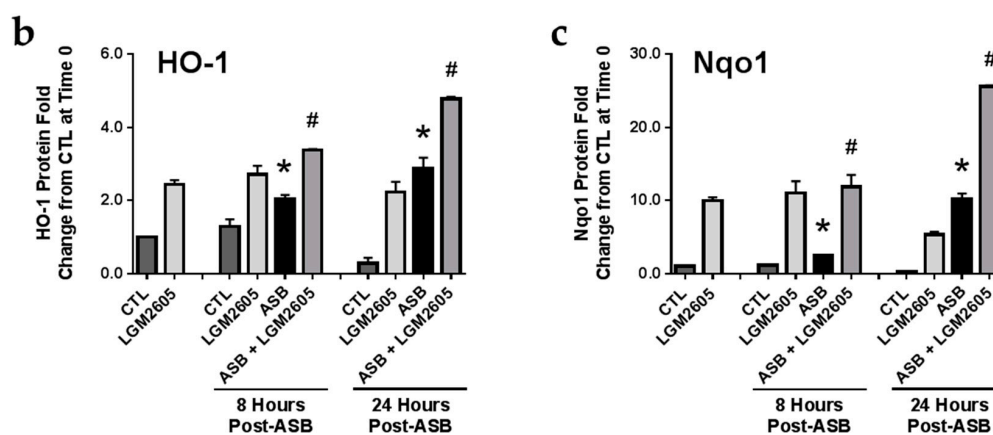 b
HO-1
HO-1 Protein Fold
Change from CTL at Time 0
6.0
4.0
2.0
0.0
*
#
*
#
CTL
LGM2605
CTL
LGM2605
ASB
ASB + LGM2605
CTL
LGM2605
ASB
ASB + LGM2605
8 Hours
Post-ASB
24 Hours
Post-ASB
c
Nqo1
Nqo1 Protein Fold
Change from CTL at Time 0
30.0
20.0
10.0
0.0
*
#
*
#
CTL
LGM2605
CTL
LGM2605
ASB
ASB + LGM2605
CTL
LGM2605
ASB
ASB + LGM2605
8 Hours
Post-ASB
24 Hours
Post-ASB